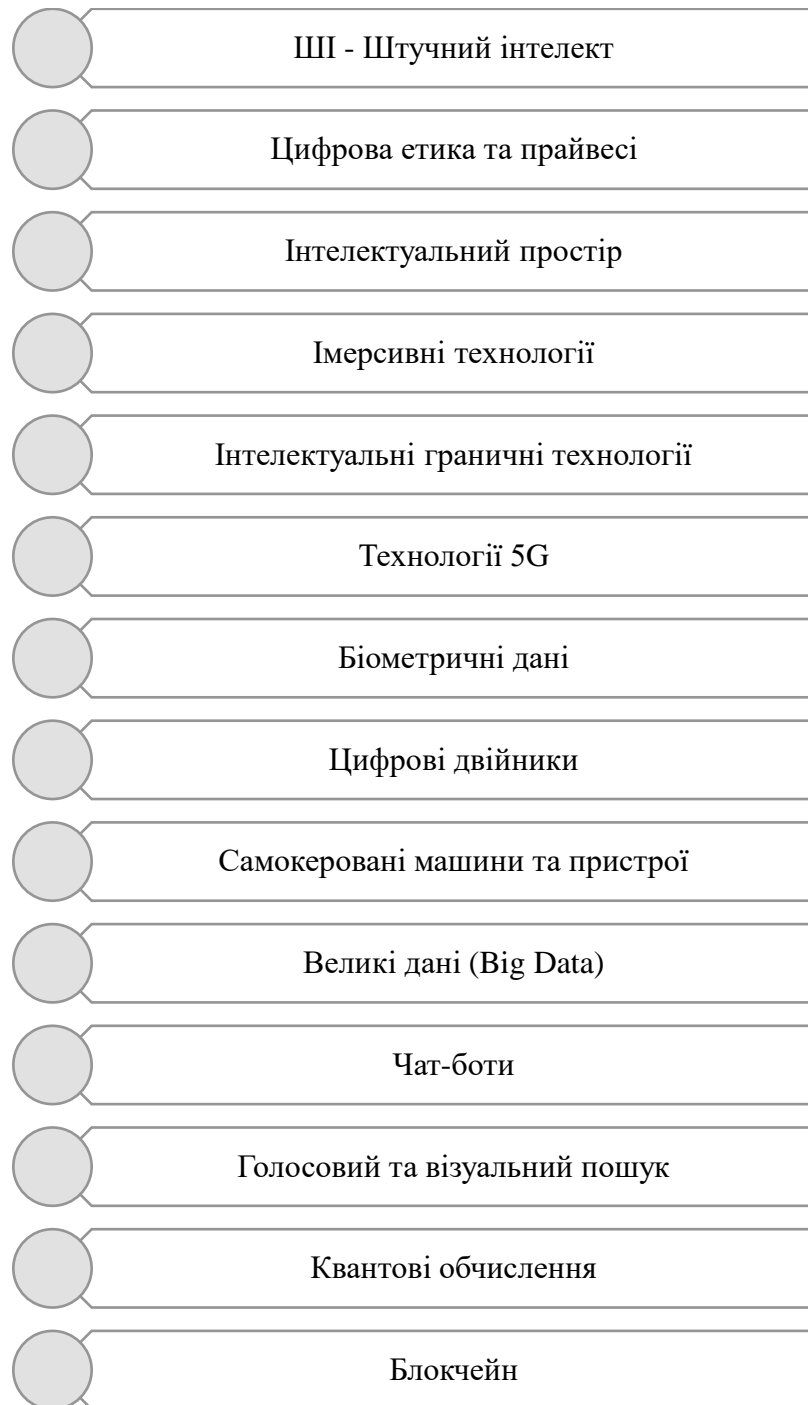 ШІ - Штучний інтелект
Цифрова етика та прайвесі
Інтелектуальний простір
Імерсивні технології
Інтелектуальні граничні технології
Технології 5G
Біометричні дані
Цифрові двійники
Самокеровані машини та пристрої
Великі дані (Big Data)
Чат-боти
Голосовий та візуальний пошук
Квантові обчислення
Блокчейн